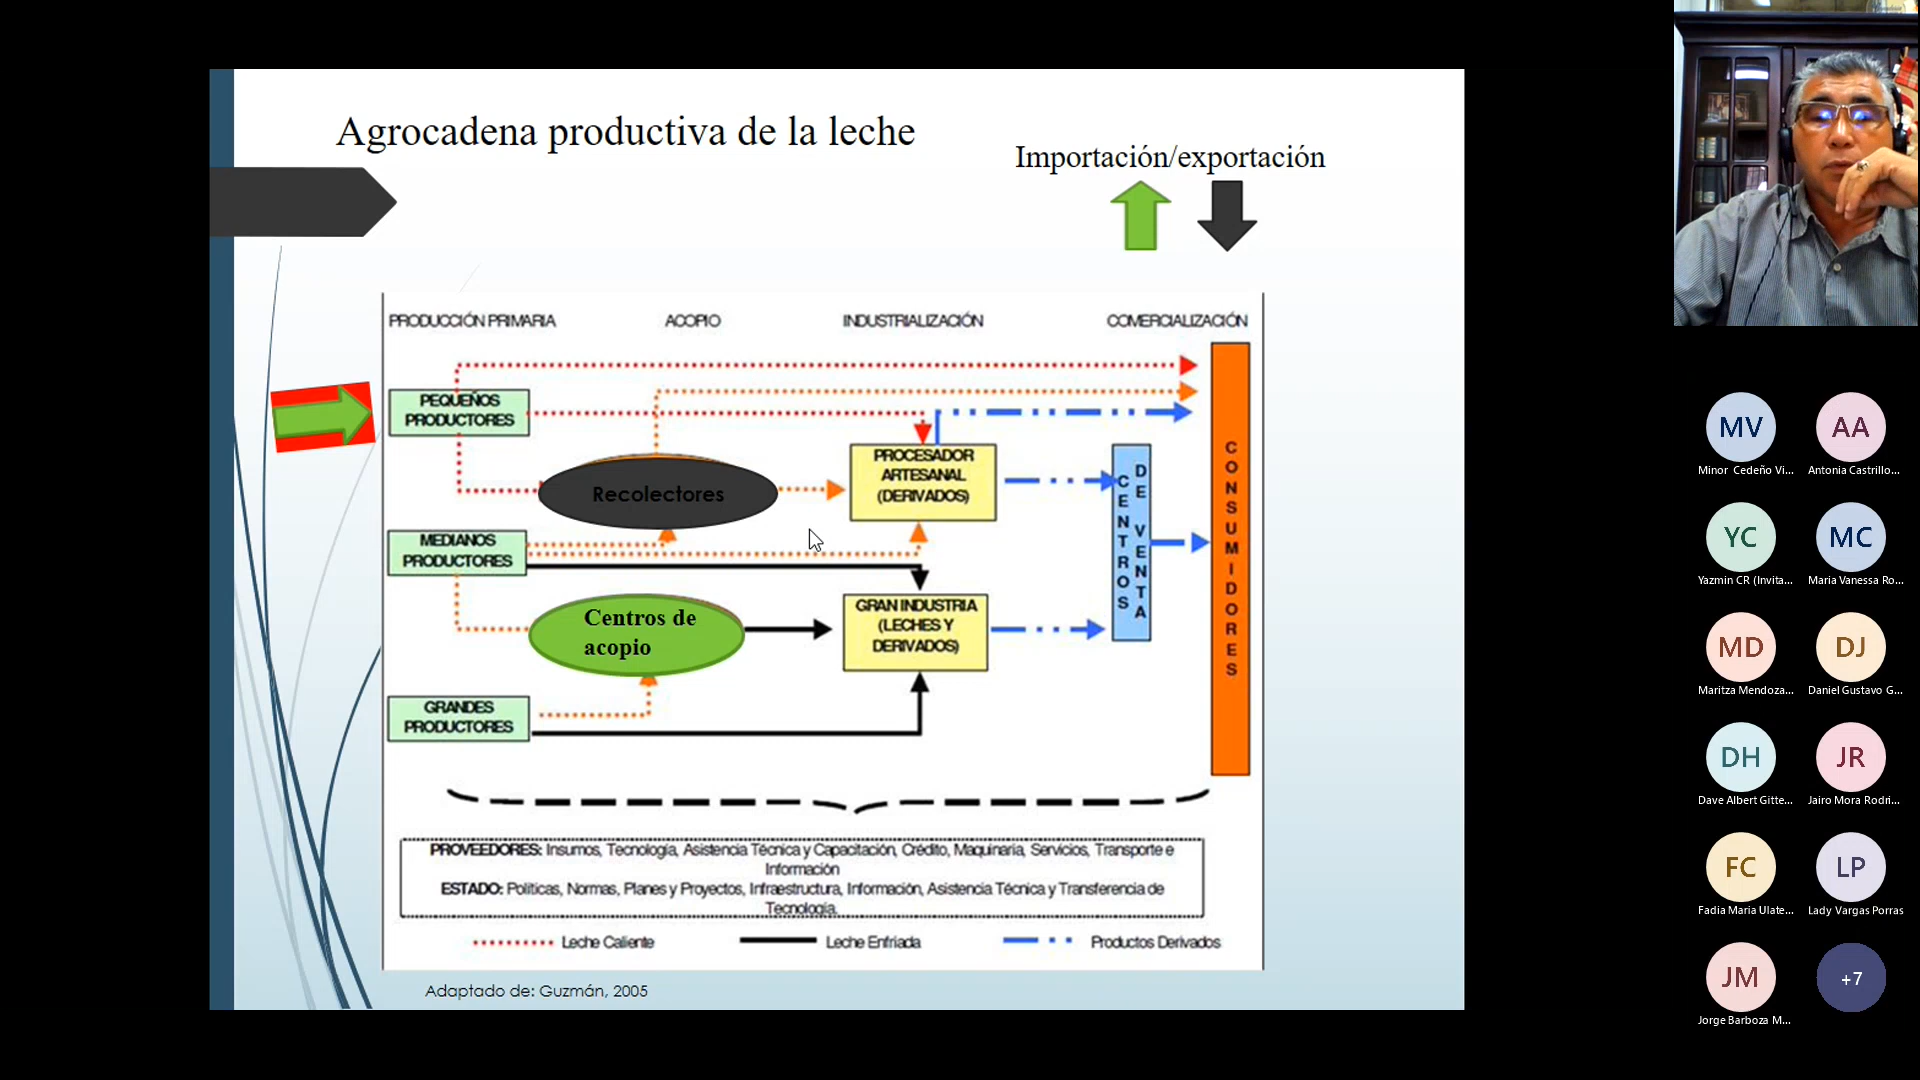 Agrocadena productiva de la leche
Importación/exportación
PRODUCCIÓN PRIMARIA
ACOPIO
INDUSTRIALIZACIÓN
COMERCIALIZACIÓN
PEQUEÑOS
PRODUCTORES
Recolectores
PROCESADOR
ARTESANAL
(DERIVADOS)
MEDIANOS
PRODUCTORES
Centros de
acopio
GRAN INDUSTRIA
(LECHES Y
DERIVADOS)
GRANDES
PRODUCTORES
CENTROS
DE VENTA
CONSUMIDORES
PROVEEDORES: Insumos, Tecnología, Asistencia Técnica y Capacitación, Crédito, Maquinaria, Servicios, Transporte e
Información
ESTADO: Políticas, Normas, Planes y Proyectos, Infraestructura, Información, Asistencia Técnica y Transferencia de
Tecnología.
Leche Caliente
Leche Enfriada
Productos Derivados
Adaptado de: Guzmán, 2005
MV
AA
Minor Cedeño Vi...
Antonia Castrillo...
YC
MC
Yazmin CR (Invita...
Maria Vanessa Ro...
MD
DJ
Maritza Mendoza...
Daniel Gustavo G...
DH
JR
Dave Albert Gitte...
Jairo Mora Rodri...
FC
LP
Fadia Maria Ulate...
Lady Vargas Porras
JM
+7
Jorge Barboza M...